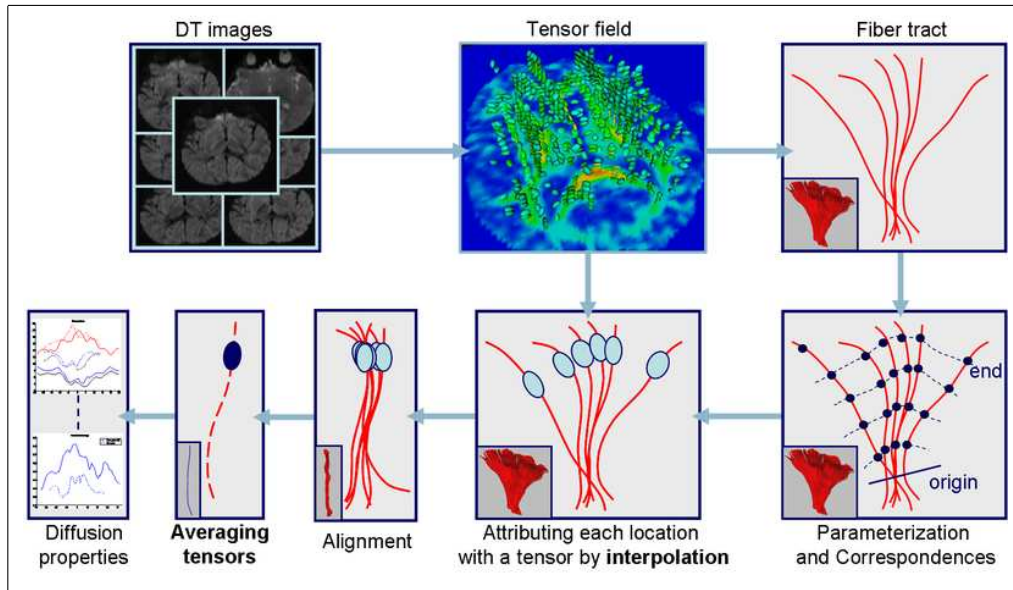 DT images
Tensor field
Fiber tract
end
origin
Diffusion
properties
Averaging
tensors
Alignment
Attributing each location
with a tensor by interpolation
Parameterization
and Correspondences